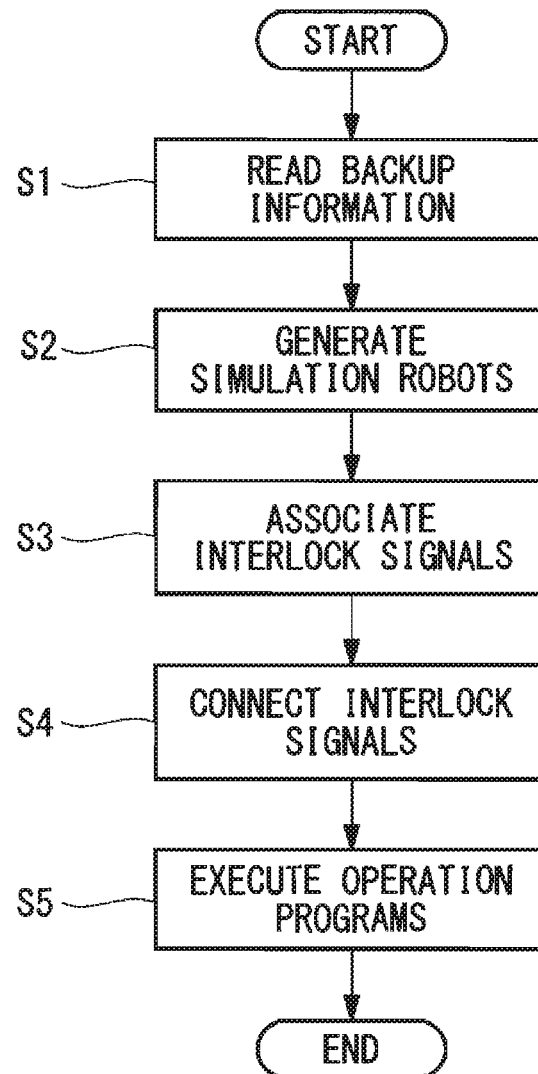 START
S1
READ BACKUP
INFORMATION
S2
GENERATE
SIMULATION ROBOTS
S3
ASSOCIATE
INTERLOCK SIGNALS
S4
CONNECT INTERLOCK
SIGNALS
S5
EXECUTE OPERATION
PROGRAMS
END